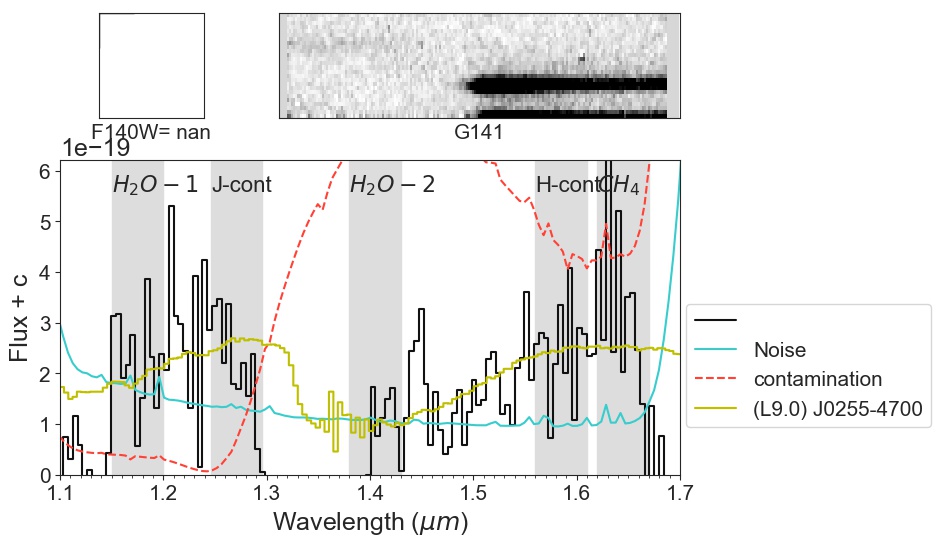 F140W= nan
G141
1e−19
H₂O − 1
J-cont
H₂O − 2
H-cont
CH₄
6
5
4
3
2
1
0
Flux + c
1.1
1.2
1.3
1.4
1.5
1.6
1.7
Wavelength (μm)
Noise
contamination
(L9.0) J0255-4700